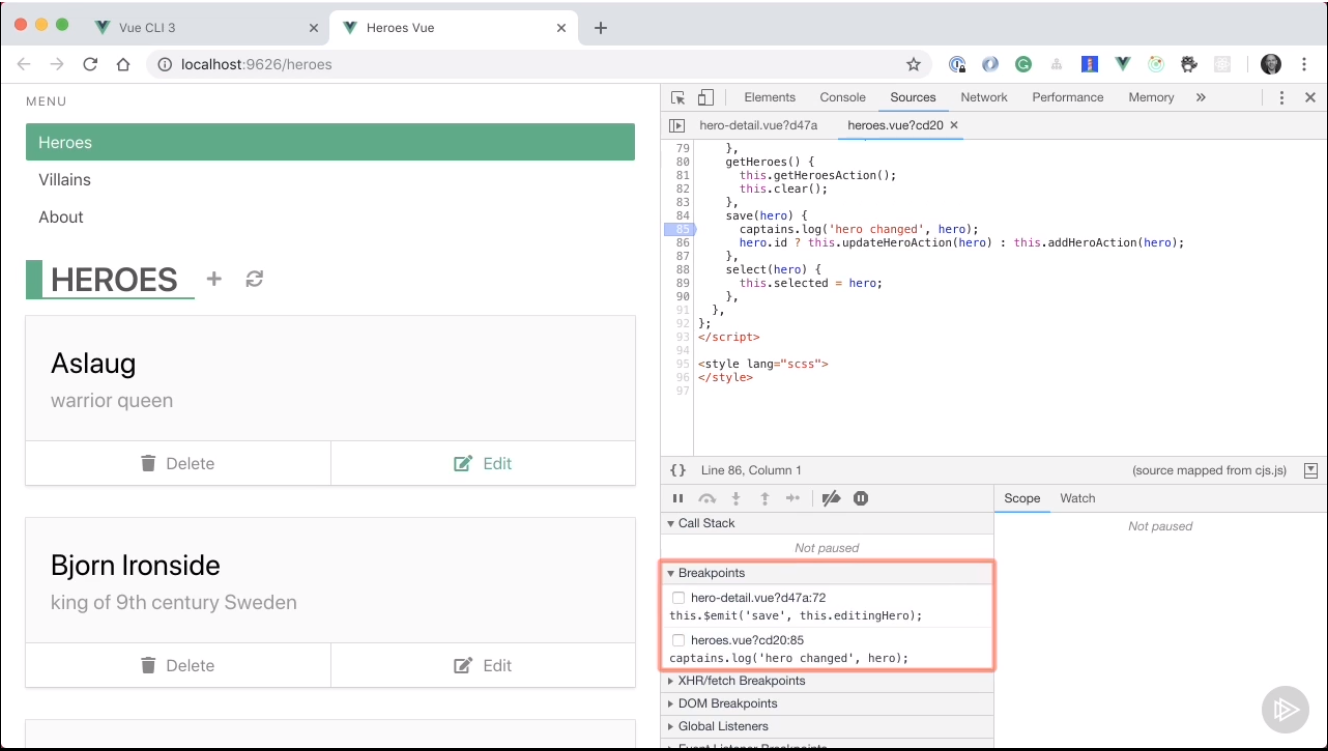 Vue CLI 3
Heroes Vue
localhost:9626/heroes
MENU
Heroes
Villains
About
HEROES
Aslaug
warrior queen
Delete
Edit
Bjorn Ironside
king of 9th century Sweden
Delete
Edit
Elements Console Sources Network Performance Memory »
hero-detail.vue?d47a heroes.vue?cd20
79 },
80 getHeroes() {
81 this.getHeroesAction();
82 this.clear();
83 },
84 save(hero) {
85 captains.log('hero changed', hero);
86 hero.id ? this.updateHeroAction(hero) : this.addHeroAction(hero);
87 },
88 select(hero) {
89 this.selected = hero;
90 },
91 },
92 };
93 </script>
94
95 <style lang="scss">
96 </style>
97
{} Line 86, Column 1 (source mapped from cjs.js)
Scope Watch
Call Stack
Not paused
Not paused
Breakpoints
hero-detail.vue?d47a:72
this.$emit('save', this.editingHero);
heroes.vue?cd20:85
captains.log('hero changed', hero);
XHR/fetch Breakpoints
DOM Breakpoints
Global Listeners
Event Listener Breakpoints